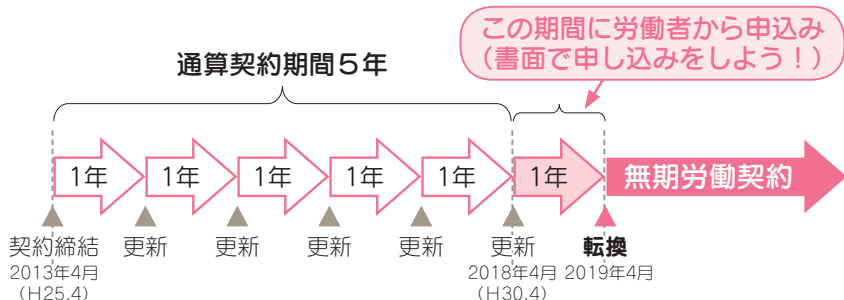 この期間に労働者から申込み
（書面で申し込みをしよう！）
通算契約期間５年
1年
1年
1年
1年
1年
1年
無期労働契約
契約締結
2013年4月
（H25.4）
更新
更新
更新
更新
更新
2018年4月
（H30.4）
転換
2019年4月